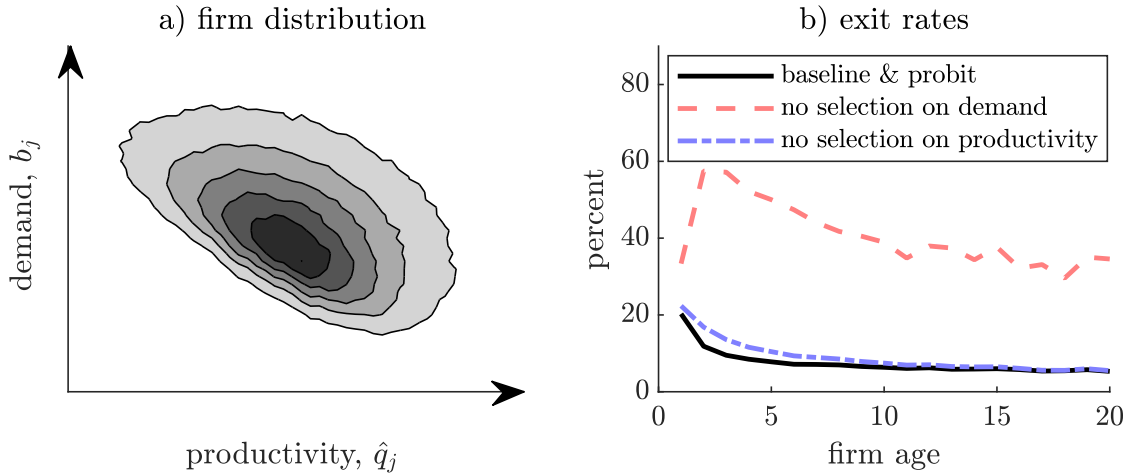 a) firm distribution
demand, b_j
productivity, q̂_j
b) exit rates
baseline & probit
no selection on demand
no selection on productivity
percent
80
60
40
20
0
0 5 10 15 20
firm age